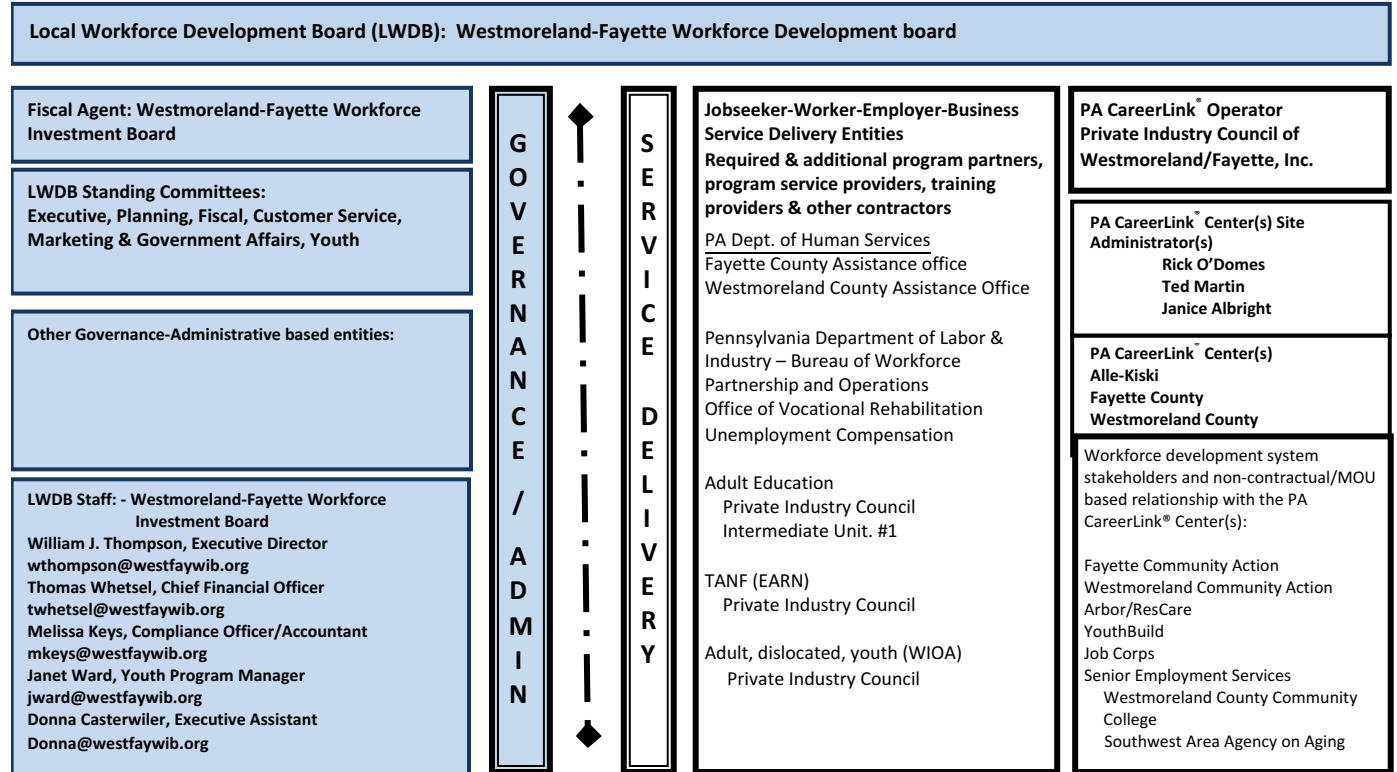 Local Workforce Development Board (LWDB):  Westmoreland-Fayette Workforce Development board
Fiscal Agent: Westmoreland-Fayette Workforce
Investment Board
LWDB Standing Committees:
Executive, Planning, Fiscal, Customer Service,
Marketing & Government Affairs, Youth
Other Governance-Administrative based entities:
LWDB Staff: - Westmoreland-Fayette Workforce
Investment Board
William J. Thompson, Executive Director
wthompson@westfaywib.org
Thomas Whetsel, Chief Financial Officer
twhetsel@westfaywib.org
Melissa Keys, Compliance Officer/Accountant
mkeys@westfaywib.org
Janet Ward, Youth Program Manager
jward@westfaywib.org
Donna Casterwiler, Executive Assistant
Donna@westfaywib.org
GOVERNANCE / ADMIN
SERVICE DELIVERY
Jobseeker-Worker-Employer-Business
Service Delivery Entities
Required & additional program partners,
program service providers, training
providers & other contractors
PA Dept. of Human Services
Fayette County Assistance office
Westmoreland County Assistance Office
Pennsylvania Department of Labor &
Industry – Bureau of Workforce
Partnership and Operations
Office of Vocational Rehabilitation
Unemployment Compensation
Adult Education
Private Industry Council
Intermediate Unit. #1
TANF (EARN)
Private Industry Council
Adult, dislocated, youth (WIOA)
Private Industry Council
PA CareerLink® Operator
Private Industry Council of
Westmoreland/Fayette, Inc.
PA CareerLink® Center(s) Site
Administrator(s)
Rick O’Domes
Ted Martin
Janice Albright
PA CareerLink® Center(s)
Alle-Kiski
Fayette County
Westmoreland County
Workforce development system
stakeholders and non-contractual/MOU
based relationship with the PA
CareerLink® Center(s):
Fayette Community Action
Westmoreland Community Action
Arbor/ResCare
YouthBuild
Job Corps
Senior Employment Services
Westmoreland County Community
College
Southwest Area Agency on Aging